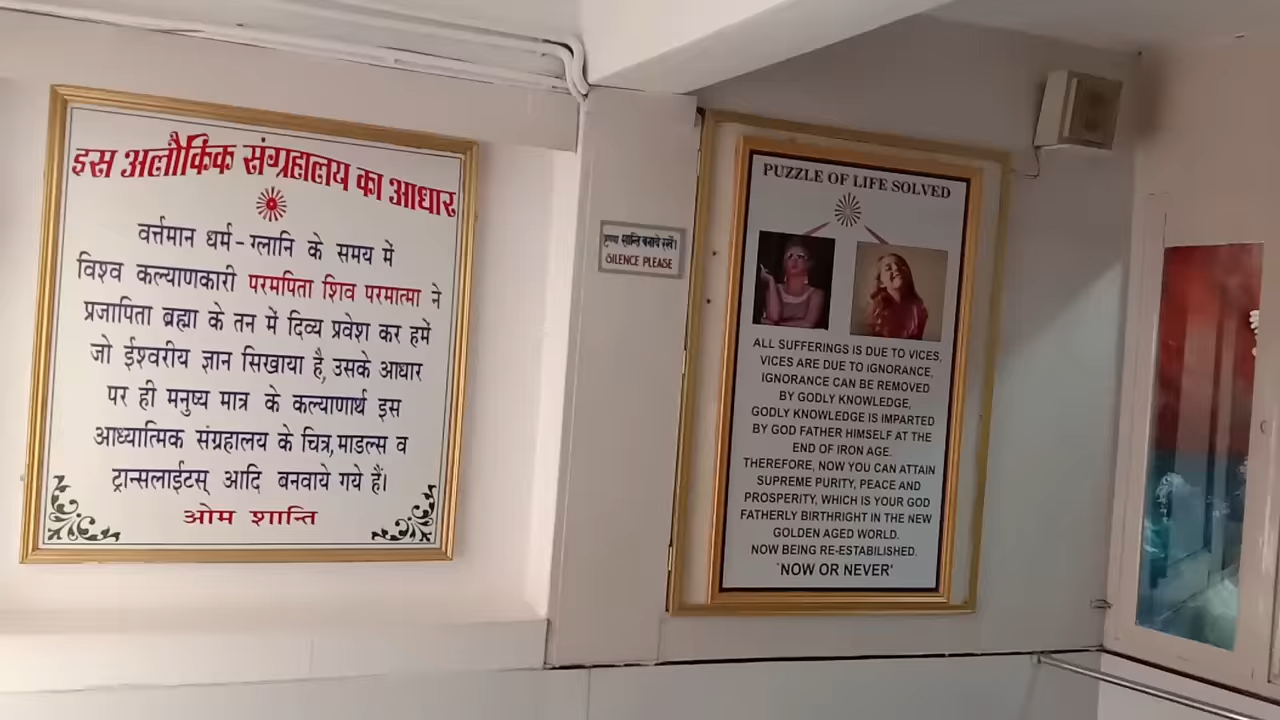 इस अलौकिक संग्रहालय का आधार
वर्त्तमान धर्म-ग्लानि के समय में
विश्व कल्याणकारी परमपिता शिव परमात्मा ने
प्रजापिता ब्रह्मा के तन में दिव्य प्रवेश कर हमें
जो ईश्वरीय ज्ञान सिखाया है, उसके आधार
पर ही मनुष्य मात्र के कल्याणार्थ इस
आध्यात्मिक संग्रहालय के चित्र, माडल्स व
ट्रान्सलाईटस् आदि बनवाये गये हैं।
ओम शान्ति
कृपया शान्ति बनाये रखें।
SILENCE PLEASE
PUZZLE OF LIFE SOLVED
ALL SUFFERINGS IS DUE TO VICES,
VICES ARE DUE TO IGNORANCE,
IGNORANCE CAN BE REMOVED
BY GODLY KNOWLEDGE,
GODLY KNOWLEDGE IS IMPARTED
BY GOD FATHER HIMSELF AT THE
END OF IRON AGE.
THEREFORE, NOW YOU CAN ATTAIN
SUPREME PURITY, PEACE AND
PROSPERITY, WHICH IS YOUR GOD
FATHERLY BIRTHRIGHT IN THE NEW
GOLDEN AGED WORLD.
NOW BEING RE-ESTABILISHED.
'NOW OR NEVER'